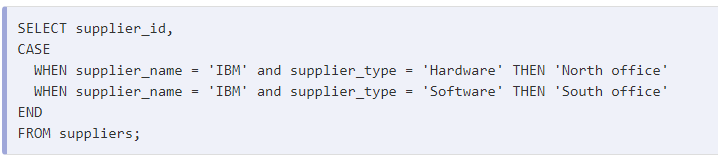 SELECT supplier_id,
CASE
  WHEN supplier_name = 'IBM' and supplier_type = 'Hardware' THEN 'North office'
  WHEN supplier_name = 'IBM' and supplier_type = 'Software' THEN 'South office'
END
FROM suppliers;